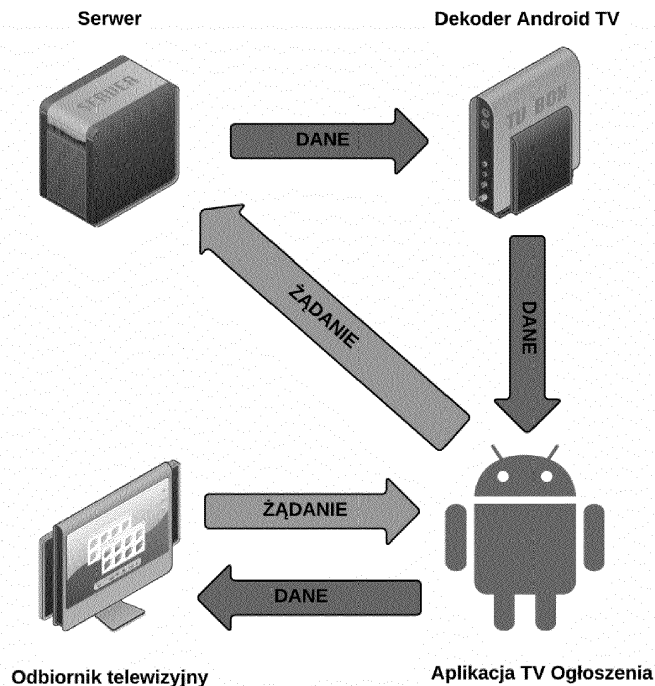 Serwer
Dekoder Android TV
SERVER
DANE
TV BOX
ŻĄDANIE
DANE
ŻĄDANIE
DANE
Odbiornik telewizyjny
Aplikacja TV Ogłoszenia